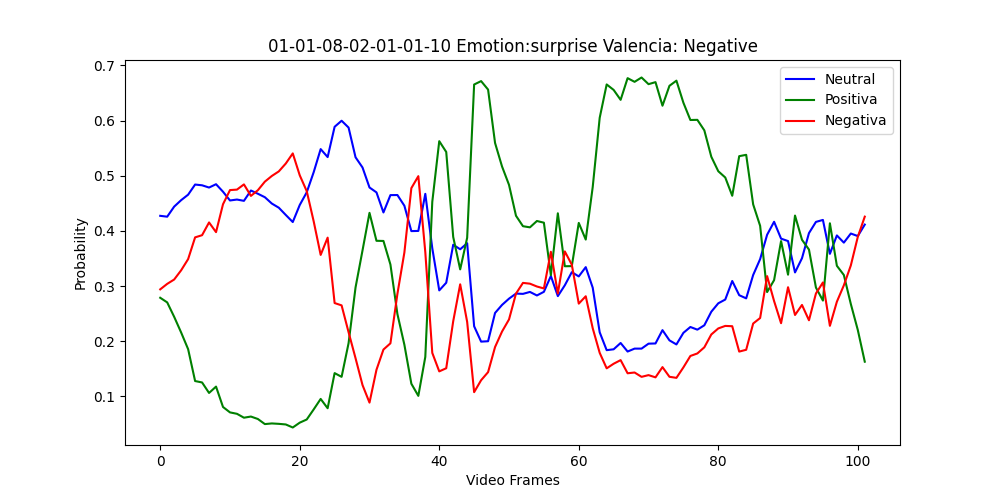 01-01-08-02-01-01-10 Emotion:surprise Valencia: Negative
Neutral
Positiva
Negativa
Probability
0.7
0.6
0.5
0.4
0.3
0.2
0.1
0 20 40 60 80 100
Video Frames